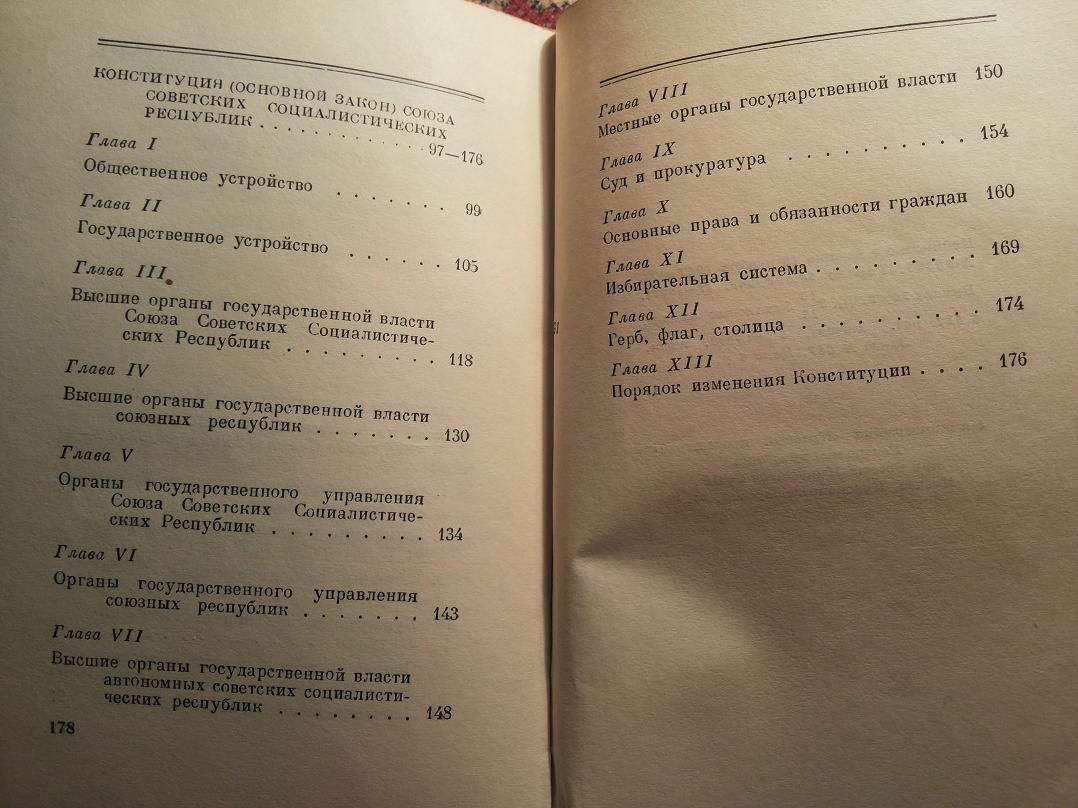 КОНСТИТУЦИЯ (ОСНОВНОЙ ЗАКОН) СОЮЗА
СОВЕТСКИХ СОЦИАЛИСТИЧЕСКИХ
РЕСПУБЛИК . . . . . . . . . . . 97—176
Глава I
Общественное устройство . . . . . . 99
Глава II
Государственное устройство . . . . . 105
Глава III
Высшие органы государственной власти
Союза Советских Социалистиче-
ских Республик . . . . . . . . . 118
Глава IV
Высшие органы государственной власти
союзных республик . . . . . . . 130
Глава V
Органы государственного управления
Союза Советских Социалистиче-
ских Республик . . . . . . . . . 134
Глава VI
Органы государственного управления
союзных республик . . . . . . . 143
Глава VII
Высшие органы государственной власти
автономных советских социалисти-
ческих республик . . . . . . . . 148
178
Глава VIII
Местные органы государственной власти 150
Глава IX
Суд и прокуратура . . . . . . . . . . 154
Глава X
Основные права и обязанности граждан 160
Глава XI
Избирательная система . . . . . . . . . 169
Глава XII
Герб, флаг, столица . . . . . . . . . . 174
Глава XIII
Порядок изменения Конституции . . . . 176